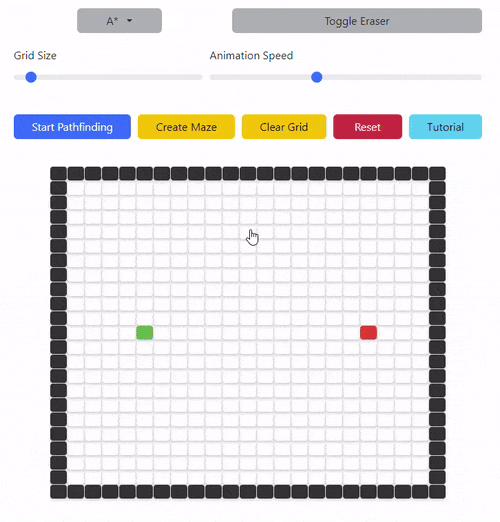 A* Toggle Eraser
Grid Size Animation Speed
Start Pathfinding Create Maze Clear Grid Reset Tutorial